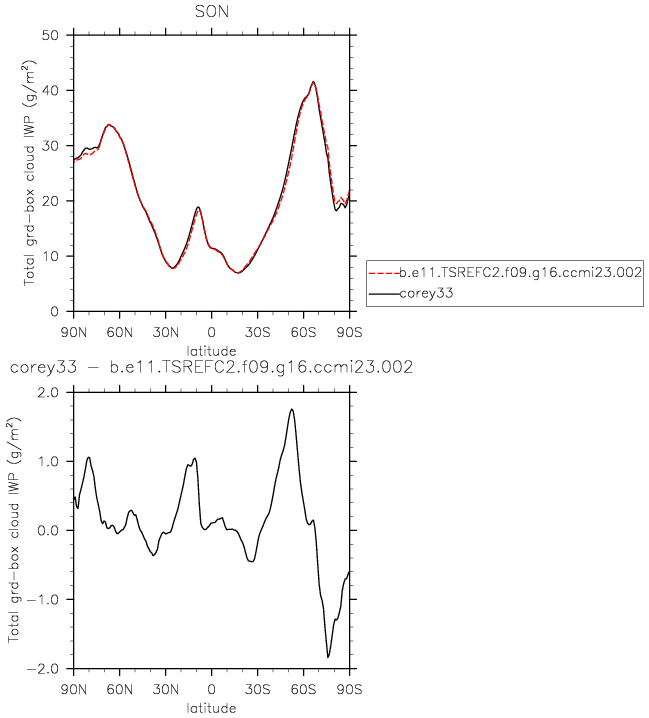 SON
Total grd-box cloud IWP (g/m²)
50
40
30
20
10
0
90N 60N 30N 0 30S 60S 90S
latitude
b.e11.TSREFC2.f09.g16.ccmi23.002
corey33
corey33 - b.e11.TSREFC2.f09.g16.ccmi23.002
Total grd-box cloud IWP (g/m²)
2.0
1.0
0.0
-1.0
-2.0
90N 60N 30N 0 30S 60S 90S
latitude